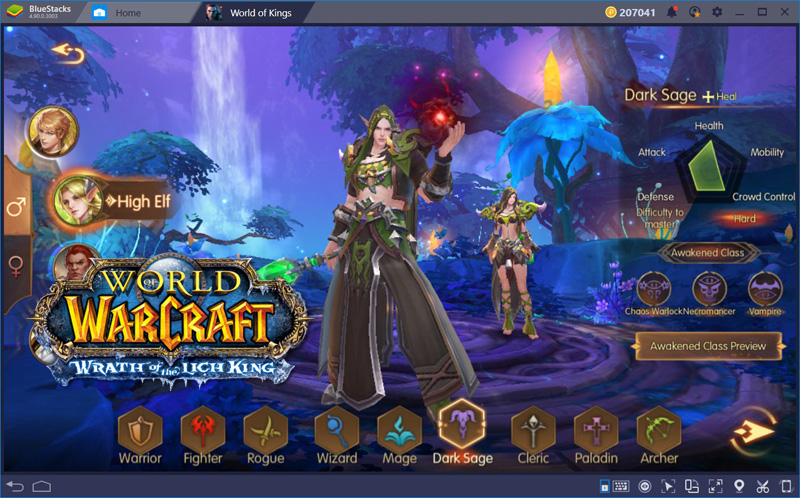 BlueStacks
4.90.0.3003
Home
World of Kings
207041
Dark Sage
Heal
Health
Attack
Mobility
Defense
Crowd Control
Difficulty to
master
Hard
Awakened Class
Chaos Warlock
Necromancer
Vampire
Awakened Class Preview
High Elf
WORLD
OF
WARCRAFT
WRATH of the LICH KING
Warrior
Fighter
Rogue
Wizard
Mage
Dark Sage
Cleric
Paladin
Archer